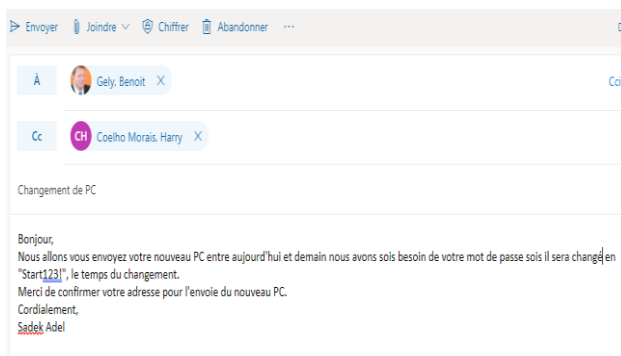 Envoyer Joindre Chiffrer Abandonner ...
À Gely, Benoit X
Cc Coelho Morais, Harry X
CH
Changement de PC
Bonjour,
Nous allons vous envoyez votre nouveau PC entre aujourd'hui et demain nous avons sois besoin de votre mot de passe sois il sera changé en
"Start123!", le temps du changement.
Merci de confirmer votre adresse pour l'envoie du nouveau PC.
Cordialement,
Sadek Adel